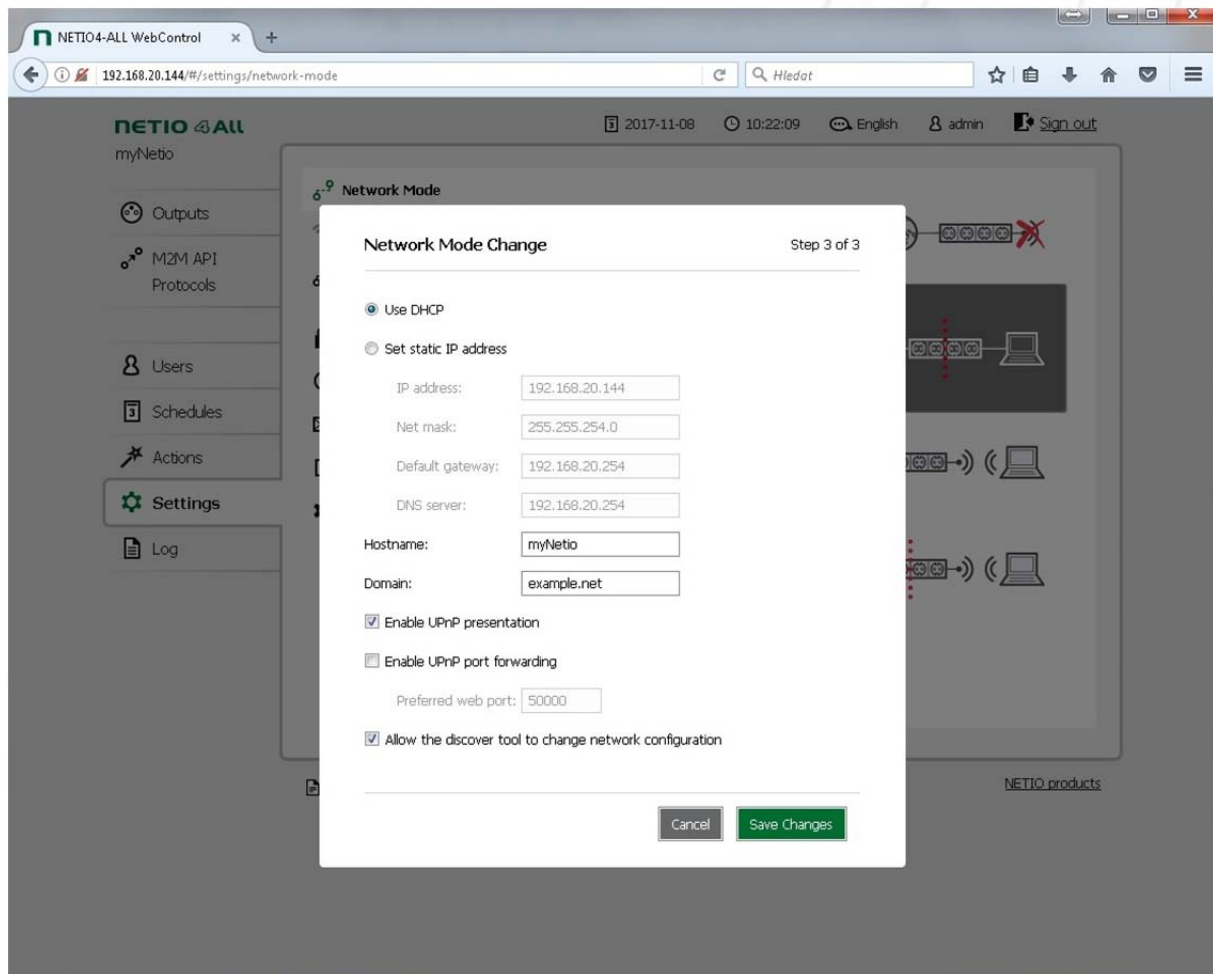 NETIO4-ALL WebControl
192.168.20.144/#/settings/network-mode
Hledat
NETIO 4All
2017-11-08
10:22:09
English
admin
Sign out
myNetio
Outputs
M2M API
Protocols
Users
Schedules
Actions
Settings
Log
Network Mode
Network Mode Change
Step 3 of 3
Use DHCP
Set static IP address
IP address: 192.168.20.144
Net mask: 255.255.254.0
Default gateway: 192.168.20.254
DNS server: 192.168.20.254
Hostname: myNetio
Domain: example.net
Enable UPnP presentation
Enable UPnP port forwarding
Preferred web port: 50000
Allow the discover tool to change network configuration
Cancel
Save Changes
NETIO products